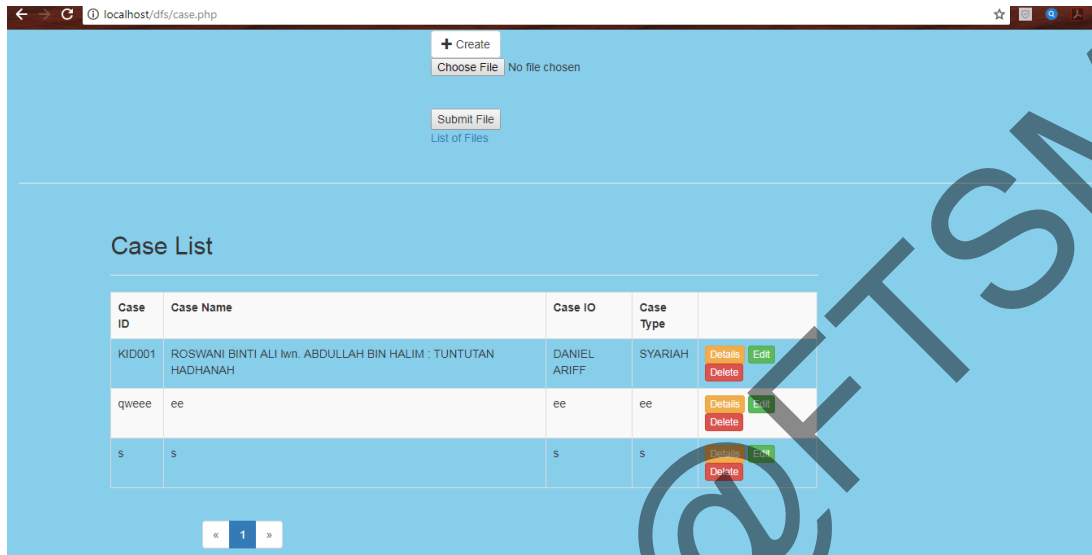 localhost/dfs/case.php
+ Create
Choose File No file chosen
Submit File
List of Files
Case List
Case ID Case Name Case IO Case Type
KID001 ROSWANI BINTI ALI lwn. ABDULLAH BIN HALIM : TUNTUTAN HADHANAH DANIEL ARIFF SYARIAH Details Edit Delete
qweee ee ee ee Details Edit Delete
s s s s Details Edit Delete
« 1 »
@FTSM